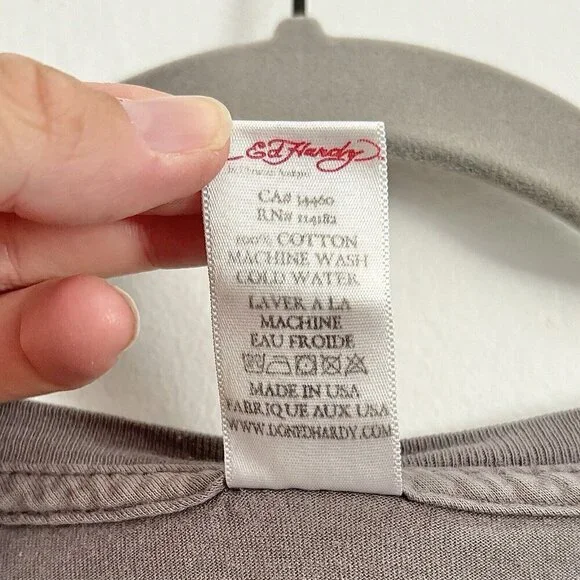 Ed Hardy
CA# 14460
RN# 114182
100% COTTON
MACHINE WASH
COLD WATER
LAVER A LA
MACHINE
EAU FROIDE
MADE IN USA
FABRIQUE AUX USA
WWW.DONEDHARDY.COM